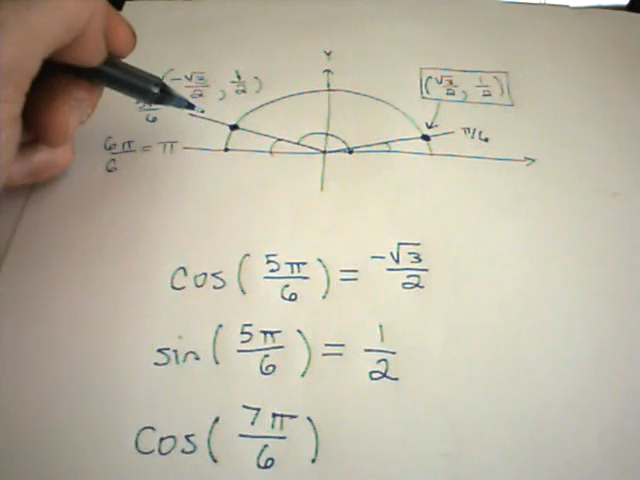 Y
(-√3/2, 1/2)
(√3/2, 1/2)
π/6
6π/6 = π
cos(5π/6) = -√3/2
sin(5π/6) = 1/2
cos(7π/6)